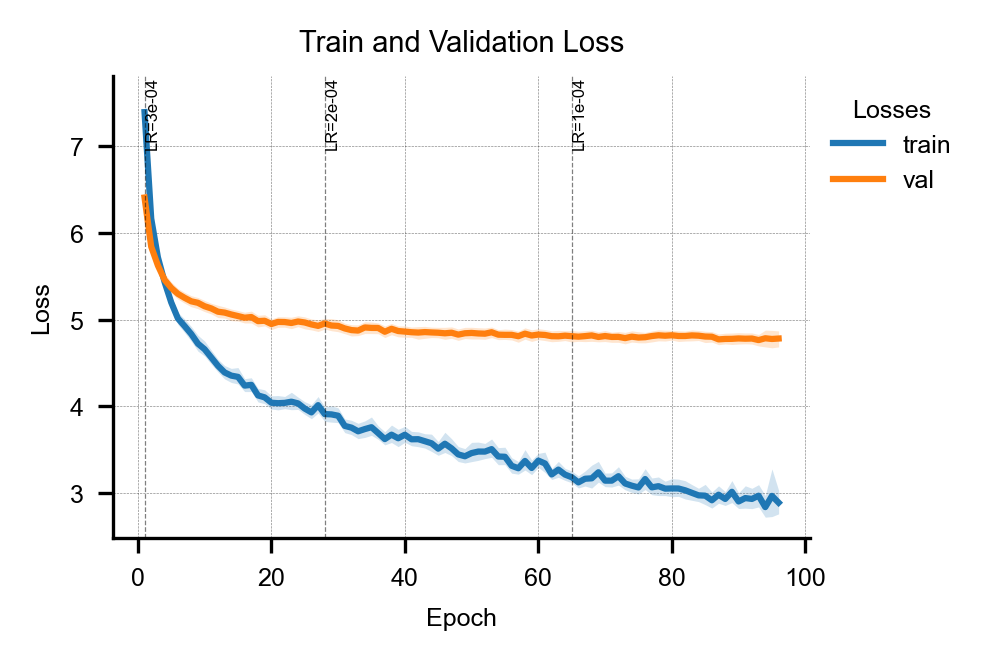 Train and Validation Loss
LR=3e-04
LR=2e-04
LR=1e-04
Losses
train
val
7
6
5
4
3
Loss
0
20
40
60
80
100
Epoch